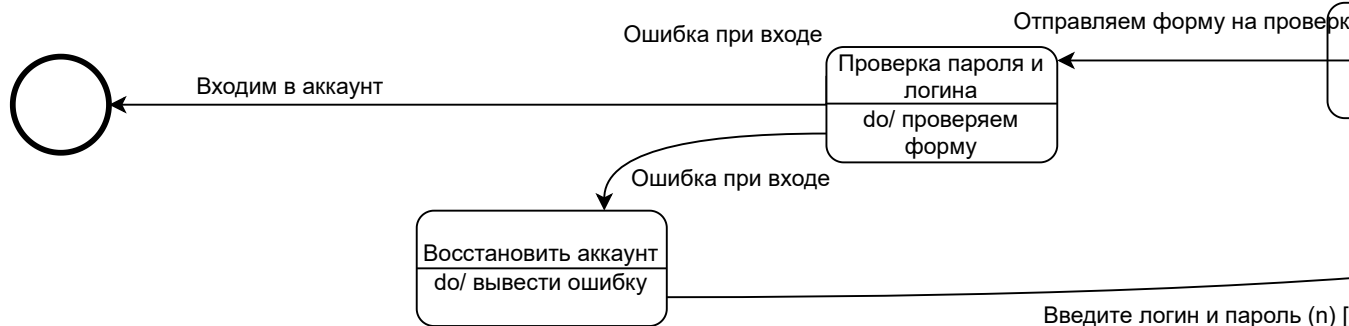 Отправляем форму на проверк
Ошибка при входе
Проверка пароля и
логина
do/ проверяем
форму
Входим в аккаунт
Ошибка при входе
Восстановить аккаунт
do/ вывести ошибку
Введите логин и пароль (n) [